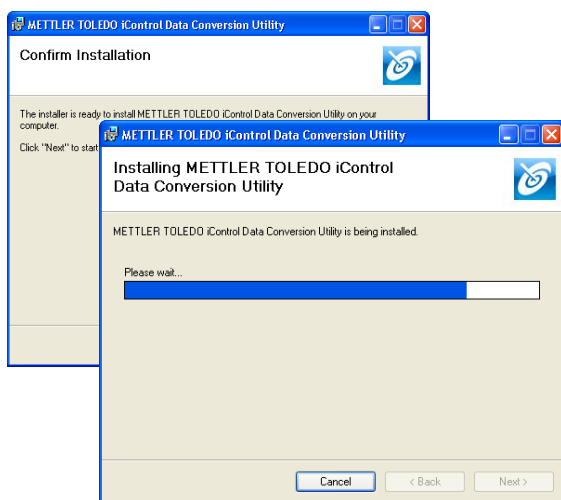 METTLER TOLEDO iControl Data Conversion Utility
Confirm Installation
The installer is ready to install METTLER TOLEDO iControl Data Conversion Utility on your
computer.
Click "Next" to start
METTLER TOLEDO iControl Data Conversion Utility
Installing METTLER TOLEDO iControl
Data Conversion Utility
METTLER TOLEDO iControl Data Conversion Utility is being installed.
Please wait...
Cancel
< Back
Next >